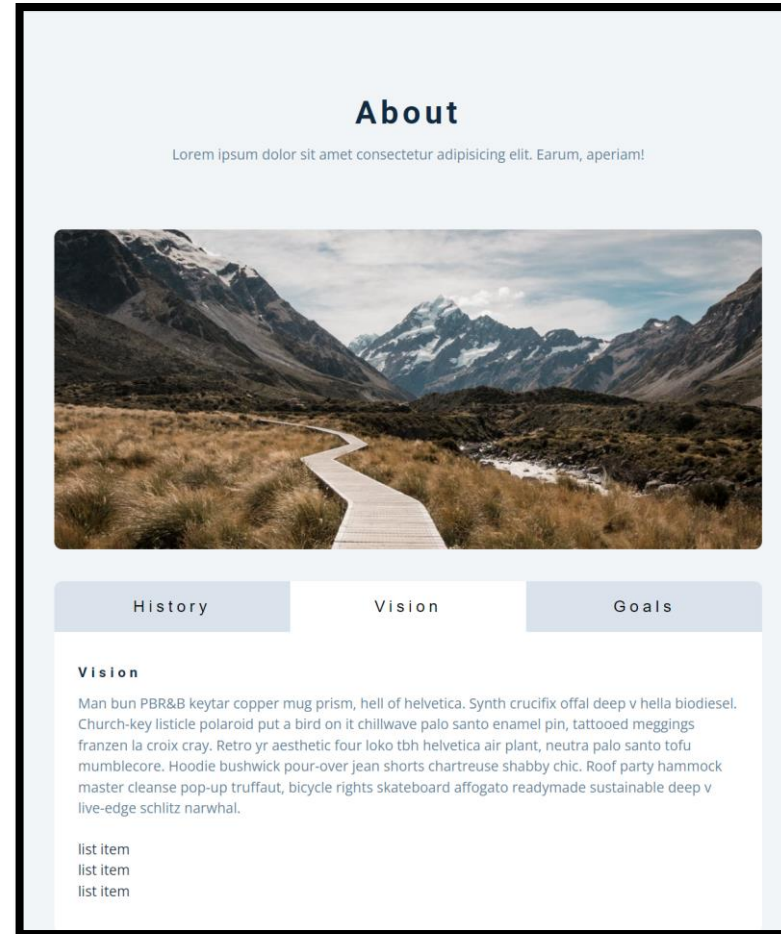 About
Lorem ipsum dolor sit amet consectetur adipisicing elit. Earum, aperiam!
History
Vision
Goals
Vision
Man bun PBR&B keytar copper mug prism, hell of helvetica. Synth crucifix offal deep v hella biodiesel.
Church-key listicle polaroid put a bird on it chillwave palo santo enamel pin, tattooed meggings
franzen la croix cray. Retro yr aesthetic four loko tbh helvetica air plant, neutra palo santo tofu
mumblecore. Hoodie bushwick pour-over jean shorts chartreuse shabby chic. Roof party hammock
master cleanse pop-up truffaut, bicycle rights skateboard affogato readymade sustainable deep v
live-edge schlitz narwhal.
list item
list item
list item